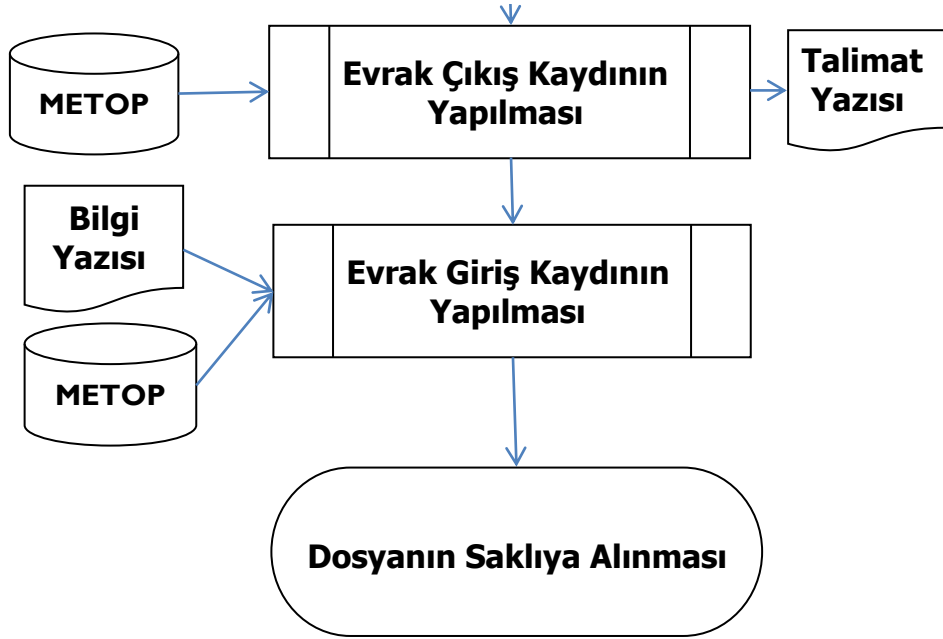 METOP
Evrak Çıkış Kaydının
Yapılması
Talimat
Yazısı
Bilgi
Yazısı
METOP
Evrak Giriş Kaydının
Yapılması
Dosyanın Saklıya Alınması